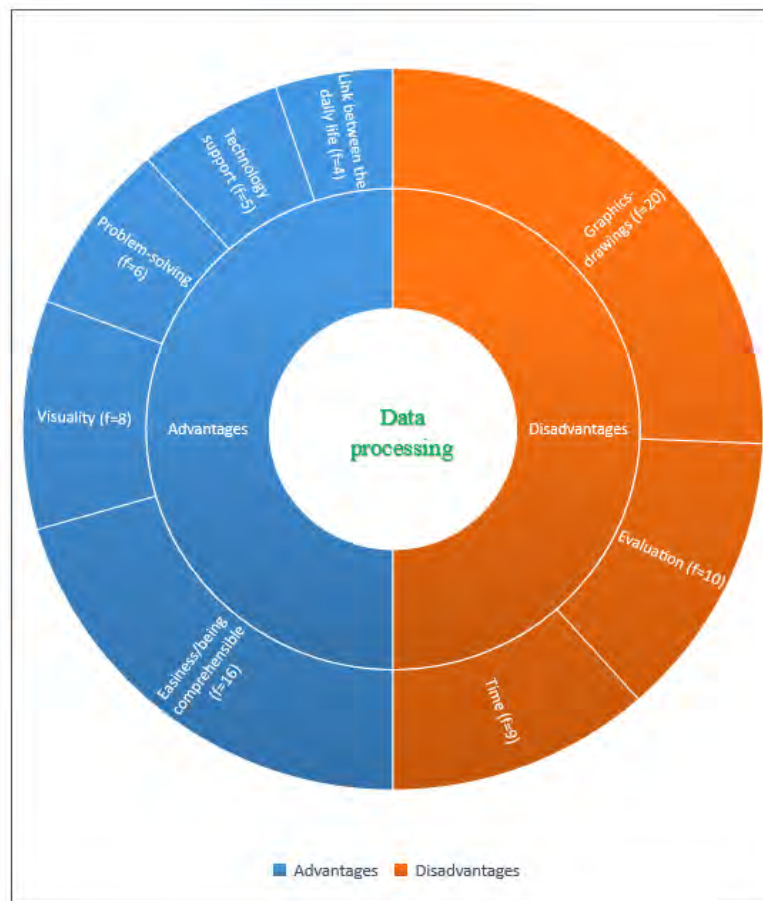 Link between the
daily life (f=4)
Technology
support (f=5)
Problem-solving
(f=6)
Visuality (f=8)
Easiness/being
comprehensible
(f=16)
Advantages
Data
processing
Disadvantages
Graphics-
drawings (f=20)
Evaluation (f=10)
Time (f=9)
Advantages
Disadvantages